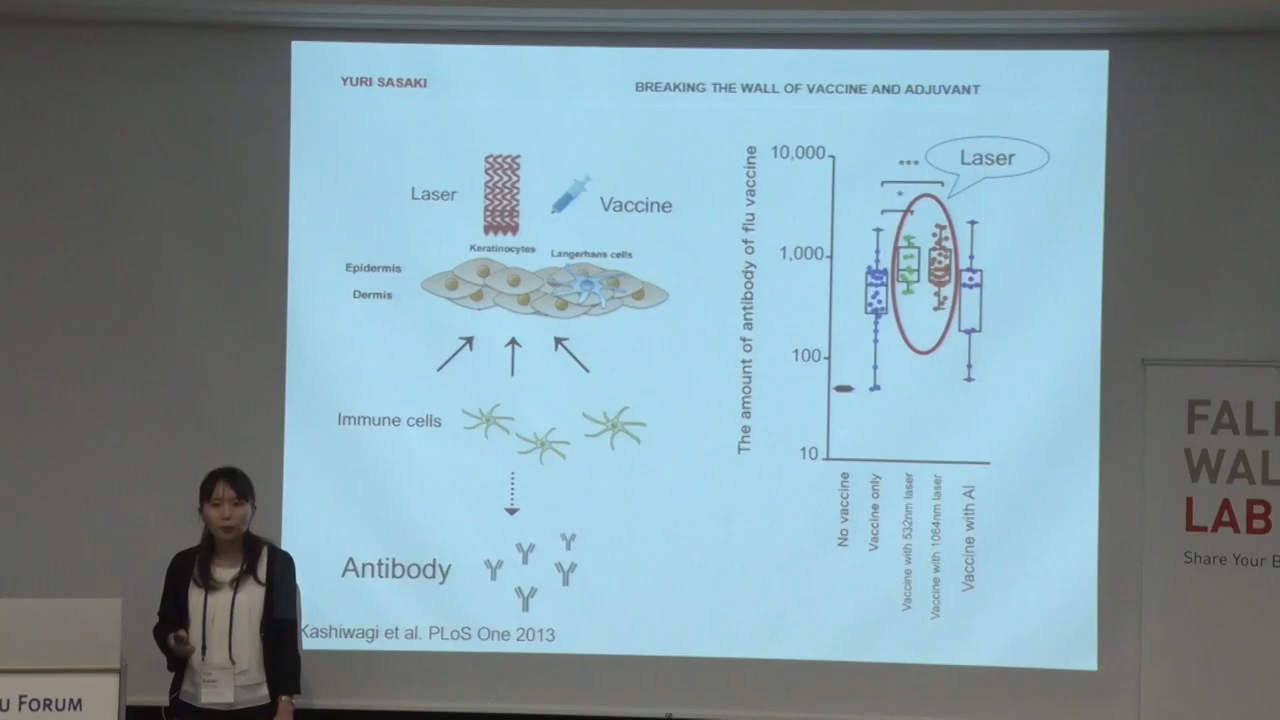 YURI SASAKI
BREAKING THE WALL OF VACCINE AND ADJUVANT
Laser
Vaccine
Keratinocytes
Langerhans cells
Epidermis
Dermis
Immune cells
Antibody
Kashiwagi et al. PLoS One 2013
The amount of antibody of flu vaccine
10,000
1,000
100
10
***
*
Laser
No vaccine
Vaccine only
Vaccine with 532nm laser
Vaccine with 1064nm laser
Vaccine with Al
FALL
WAL
LAB
Share Your B
U FORUM